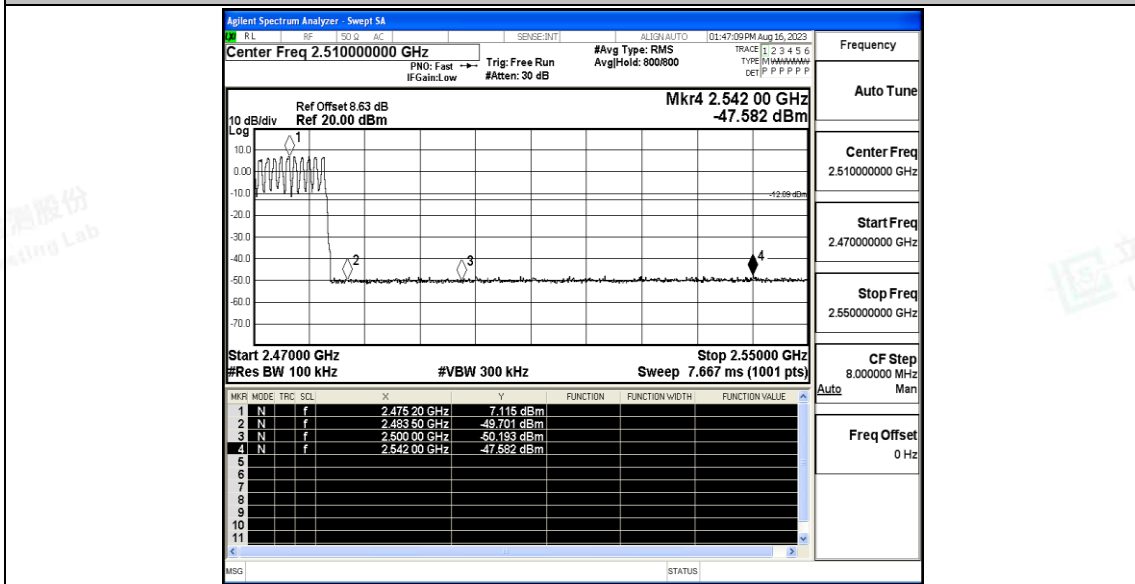 Agilent Spectrum Analyzer - Swept SA
RL RF 50 Ω AC SENSE:INT ALIGN AUTO 01:47:09 PM Aug 16, 2023
Center Freq 2.510000000 GHz
PNO: Fast
IFGain:Low
Trig: Free Run
#Atten: 30 dB
#Avg Type: RMS
Avg|Hold: 800/800
TRACE 1 2 3 4 5 6
TYPE M WWWWW
DET P P P P P P
Mkr4 2.542 00 GHz
-47.582 dBm
Ref Offset 8.63 dB
10 dB/div Ref 20.00 dBm
Log
10.0
0.00
-10.0
-20.0
-30.0
-40.0
-50.0
-60.0
-70.0
1
2
3
4
-12.89 dBm
Start 2.47000 GHz Stop 2.55000 GHz
#Res BW 100 kHz #VBW 300 kHz Sweep 7.667 ms (1001 pts)
MKR MODE TRC SCL X Y FUNCTION FUNCTION WIDTH FUNCTION VALUE
1 N f 2.475 20 GHz 7.115 dBm
2 N f 2.483 50 GHz -49.701 dBm
3 N f 2.500 00 GHz -50.193 dBm
4 N f 2.542 00 GHz -47.582 dBm
5
6
7
8
9
10
11
MSG STATUS
Frequency
Auto Tune
Center Freq
2.510000000 GHz
Start Freq
2.470000000 GHz
Stop Freq
2.550000000 GHz
CF Step
8.000000 MHz
Auto Man
Freq Offset
0 Hz
测股份
sting Lab
立
LCS